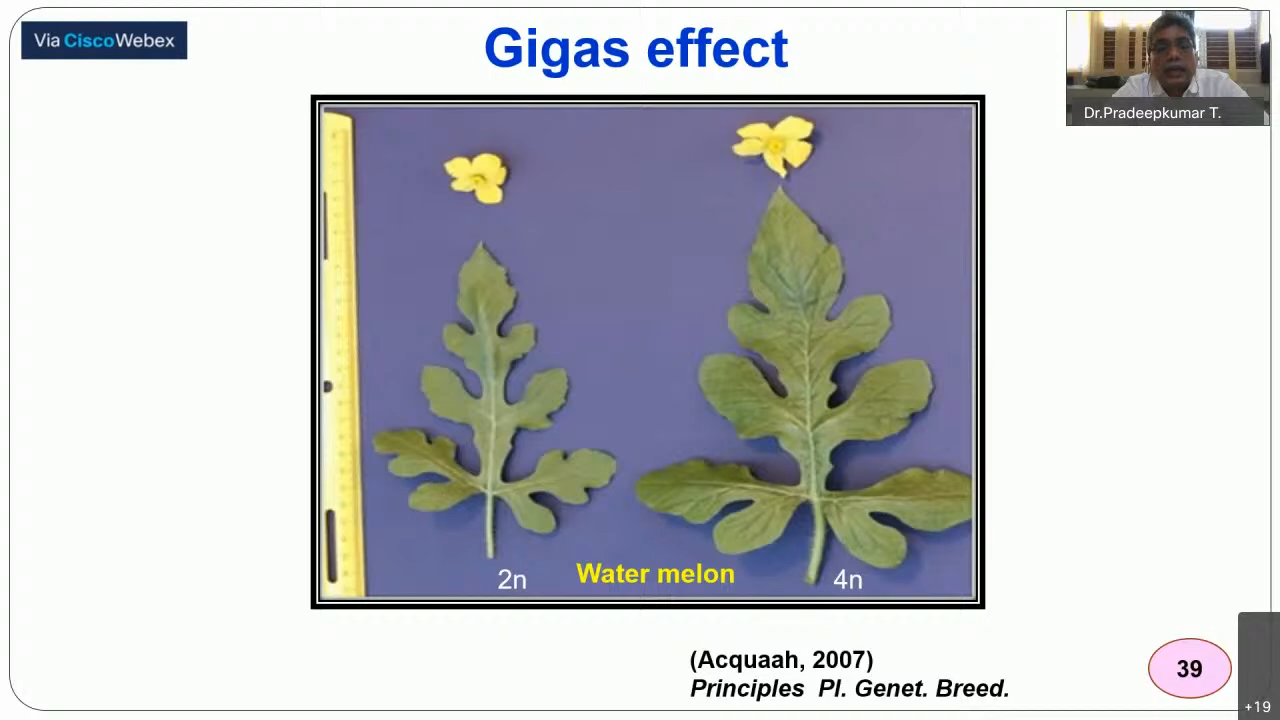 Via CiscoWebex
Gigas effect
Dr.Pradeepkumar T.
2n
Water melon
4n
(Acquaah, 2007)
Principles Pl. Genet. Breed.
39
+19